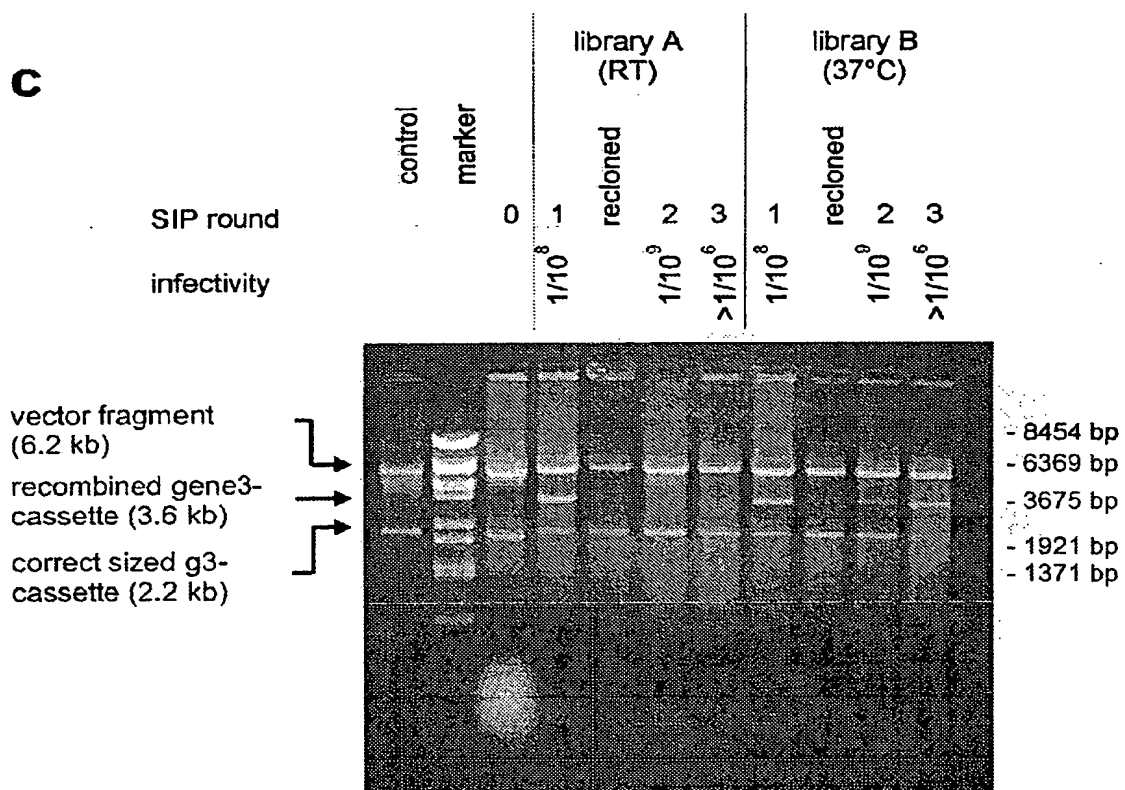 c
library A
(RT)
library B
(37°C)
control
marker
recloned
recloned
SIP round
0 1 2 3 1 2 3
infectivity
1/10⁸ 1/10⁹ >1/10⁶ 1/10⁸ 1/10⁹ >1/10⁶
vector fragment
(6.2 kb)
recombined gene3-
cassette (3.6 kb)
correct sized g3-
cassette (2.2 kb)
- 8454 bp
- 6369 bp
- 3675 bp
- 1921 bp
- 1371 bp